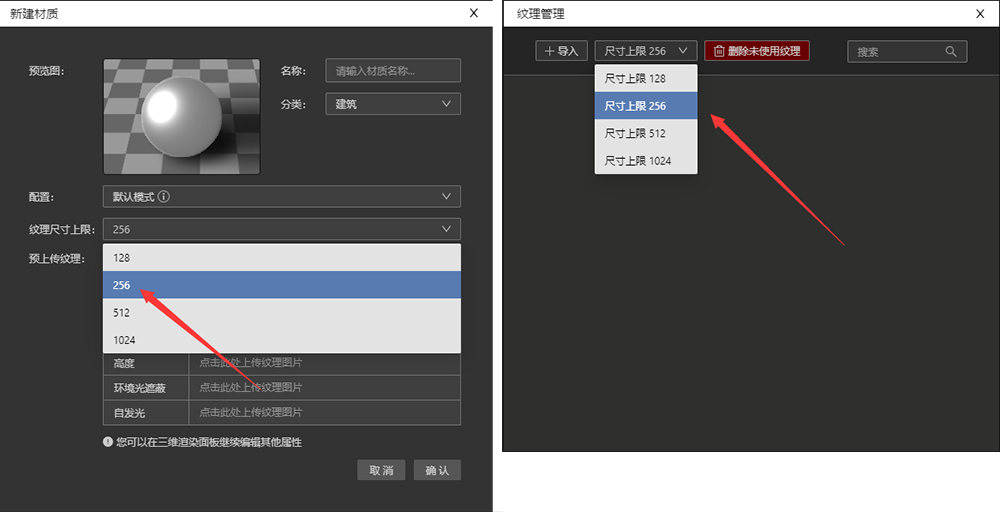 新建材质
X
预览图:
名称:
请输入材质名称...
分类:
建筑
配置:
默认模式
纹理尺寸上限:
256
预上传纹理:
128
256
512
1024
高度
点击此处上传纹理图片
环境光遮蔽
点击此处上传纹理图片
自发光
点击此处上传纹理图片
您可以在三维渲染面板继续编辑其他属性
取消
确认
纹理管理
X
导入
尺寸上限 256
删除未使用纹理
搜索
尺寸上限 128
尺寸上限 256
尺寸上限 512
尺寸上限 1024